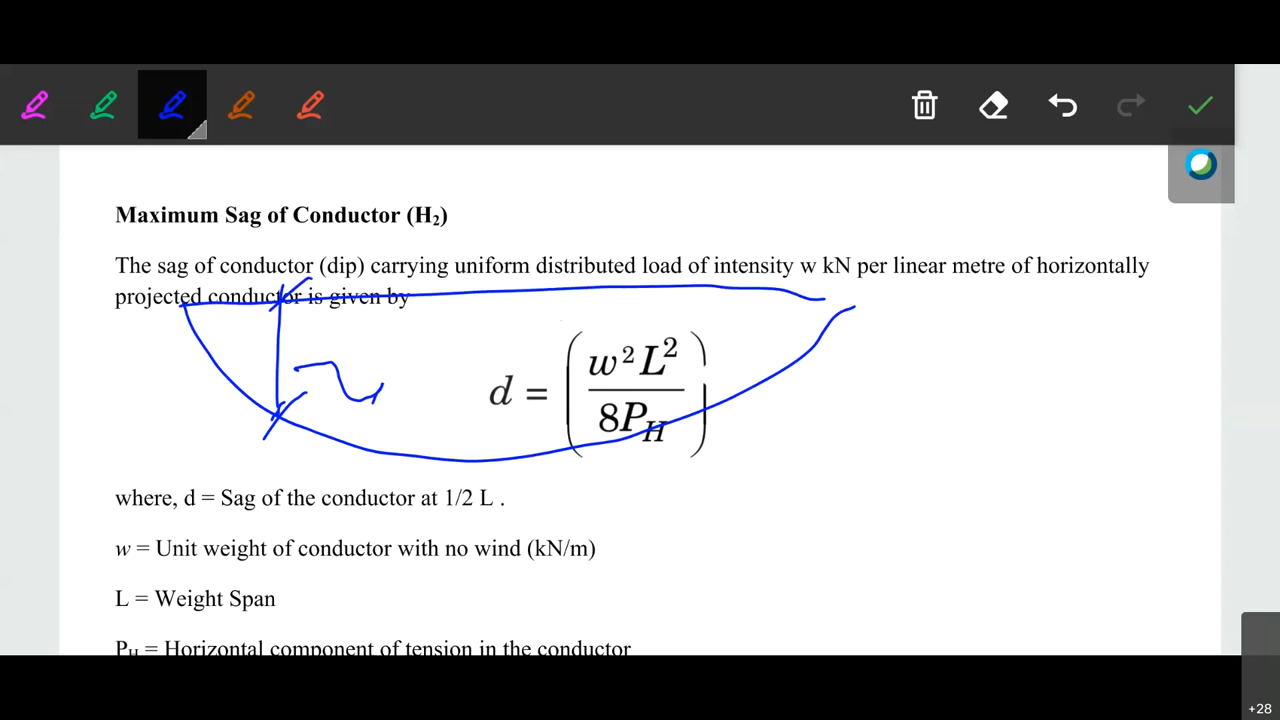 Maximum Sag of Conductor (H₂)
The sag of conductor (dip) carrying uniform distributed load of intensity w kN per linear metre of horizontally
projected conductor is given by
d = (w²L² / 8P_H)
where, d = Sag of the conductor at 1/2 L .
w = Unit weight of conductor with no wind (kN/m)
L = Weight Span
P_H = Horizontal component of tension in the conductor
+28